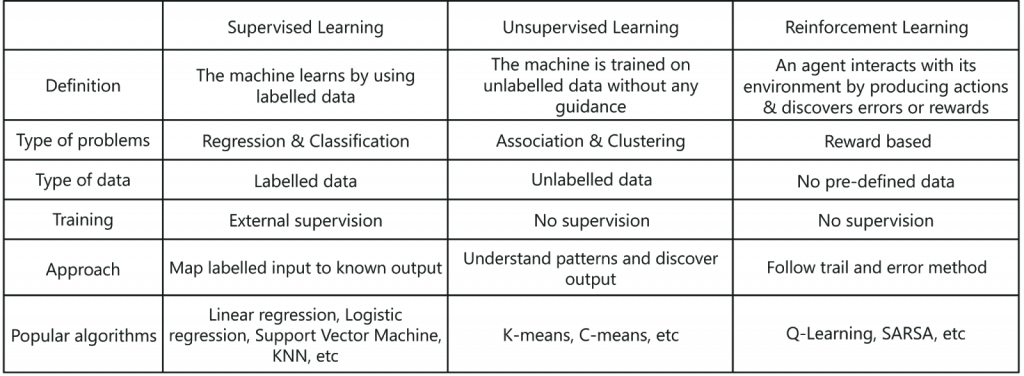 Supervised Learning
Unsupervised Learning
Reinforcement Learning
Definition
The machine learns by using
labelled data
The machine is trained on
unlabelled data without any
guidance
An agent interacts with its
environment by producing actions
& discovers errors or rewards
Type of problems
Regression & Classification
Association & Clustering
Reward based
Type of data
Labelled data
Unlabelled data
No pre-defined data
Training
External supervision
No supervision
No supervision
Approach
Map labelled input to known output
Understand patterns and discover
output
Follow trail and error method
Popular algorithms
Linear regression, Logistic
regression, Support Vector Machine,
KNN, etc
K-means, C-means, etc
Q-Learning, SARSA, etc